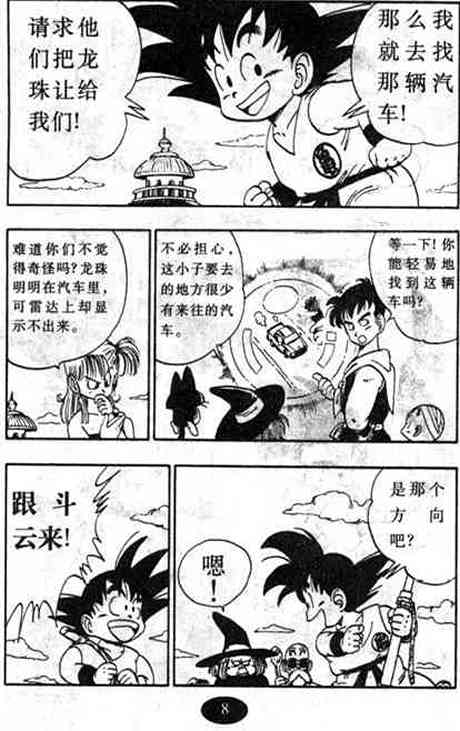 那么我
就去找
那辆汽
车!
请求他
们把龙
珠让给
我们!
等一下!你
能轻易地
找到这辆
车吗?
不必担心,
这小子要去
的地方很少
有来往的汽
车。
难道你们不觉
得奇怪吗?龙珠
明明在汽车里,
可雷达上却显
示不出来。
是那个
方向
吧?
嗯!
跟斗
云来!
8